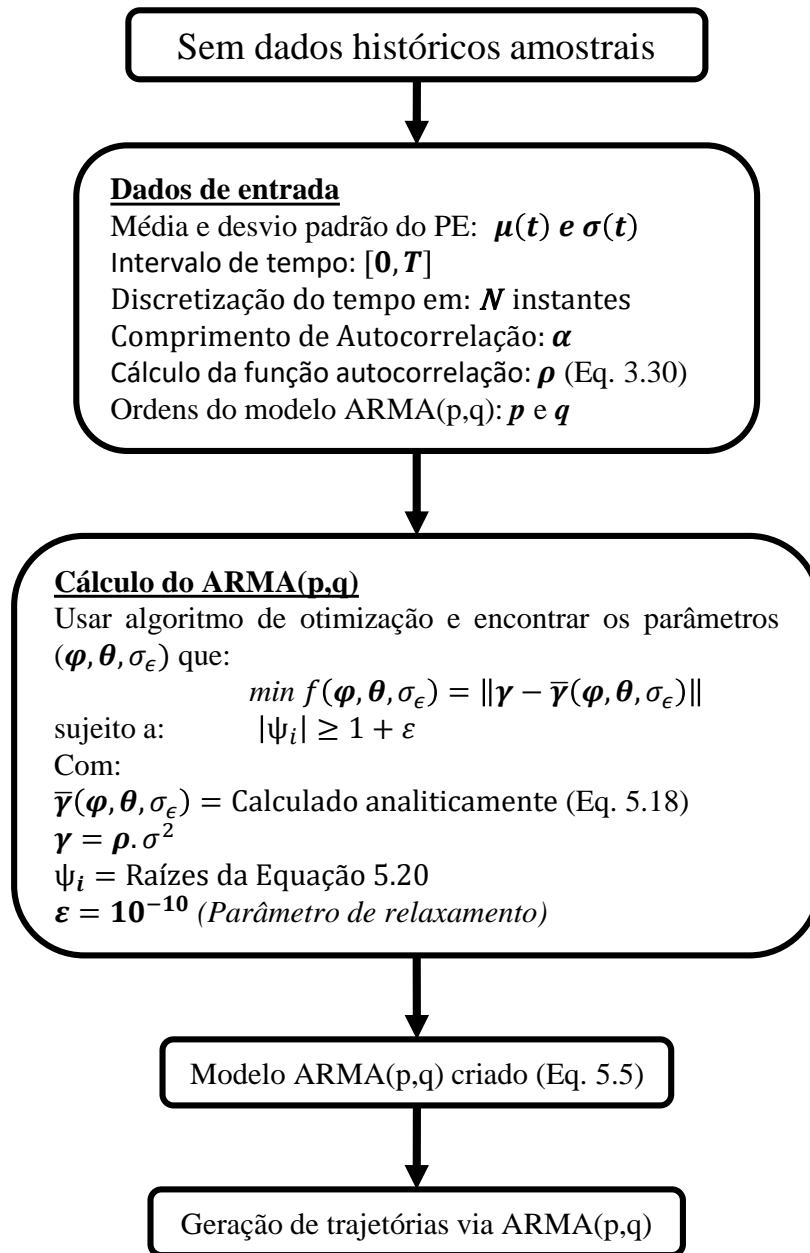 Sem dados históricos amostrais
Dados de entrada
Média e desvio padrão do PE: μ(t) e σ(t)
Intervalo de tempo: [0, T]
Discretização do tempo em: N instantes
Comprimento de Autocorrelação: α
Cálculo da função autocorrelação: ρ (Eq. 3.30)
Ordens do modelo ARMA(p,q): p e q
Cálculo do ARMA(p,q)
Usar algoritmo de otimização e encontrar os parâmetros
(φ, θ, σ_ϵ) que:
min f(φ, θ, σ_ϵ) = ‖γ − γ̅(φ, θ, σ_ϵ)‖
sujeito a: |ψ_i| ≥ 1 + ε
Com:
γ̅(φ, θ, σ_ϵ) = Calculado analiticamente (Eq. 5.18)
γ = ρ. σ²
ψ_i = Raízes da Equação 5.20
ε = 10⁻¹⁰ (Parâmetro de relaxamento)
Modelo ARMA(p,q) criado (Eq. 5.5)
Geração de trajetórias via ARMA(p,q)